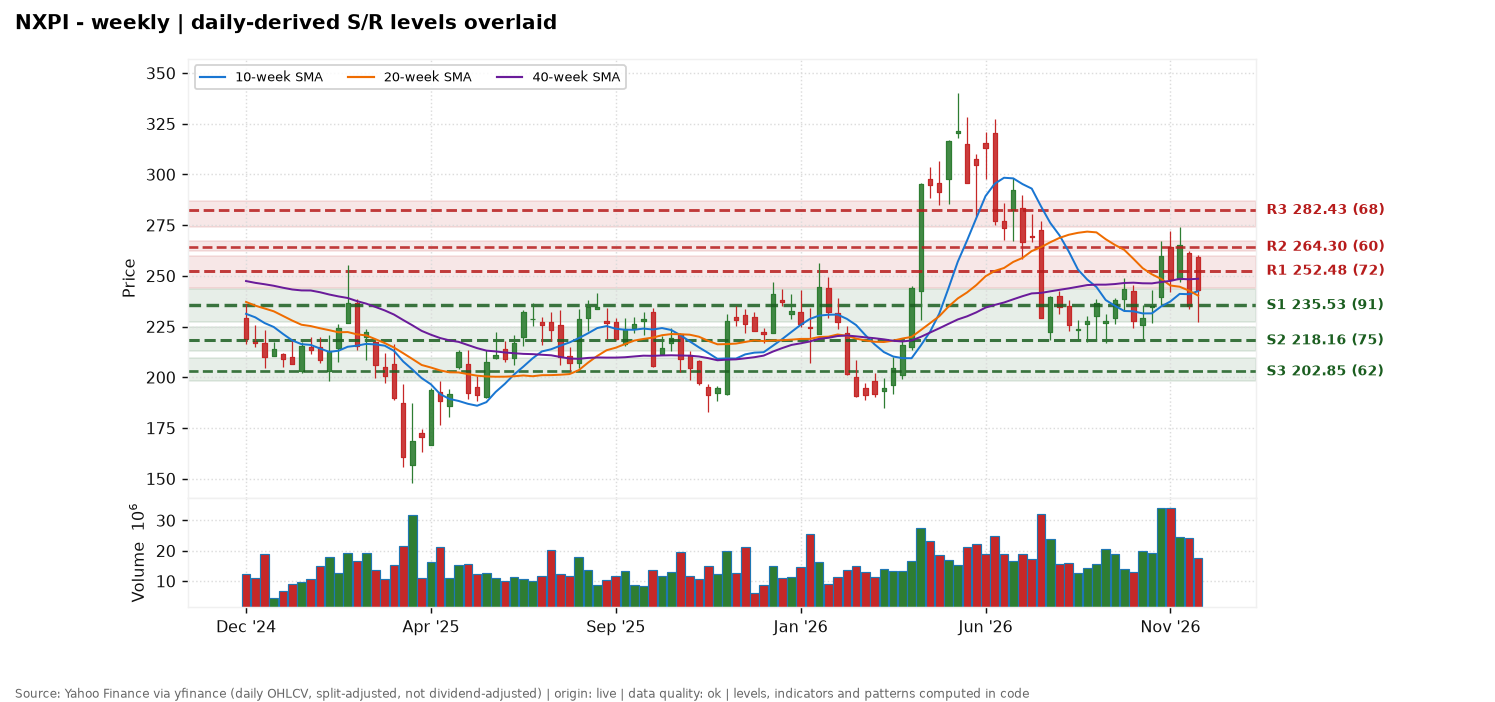 NXPI - weekly | daily-derived S/R levels overlaid
10-week SMA
20-week SMA
40-week SMA
Price
350
325
300
275
250
225
200
175
150
R3 282.43 (68)
R2 264.30 (60)
R1 252.48 (72)
S1 235.53 (91)
S2 218.16 (75)
S3 202.85 (62)
Volume 10⁶
30
20
10
Dec '24
Apr '25
Sep '25
Jan '26
Jun '26
Nov '26
Source: Yahoo Finance via yfinance (daily OHLCV, split-adjusted, not dividend-adjusted) | origin: live | data quality: ok | levels, indicators and patterns computed in code